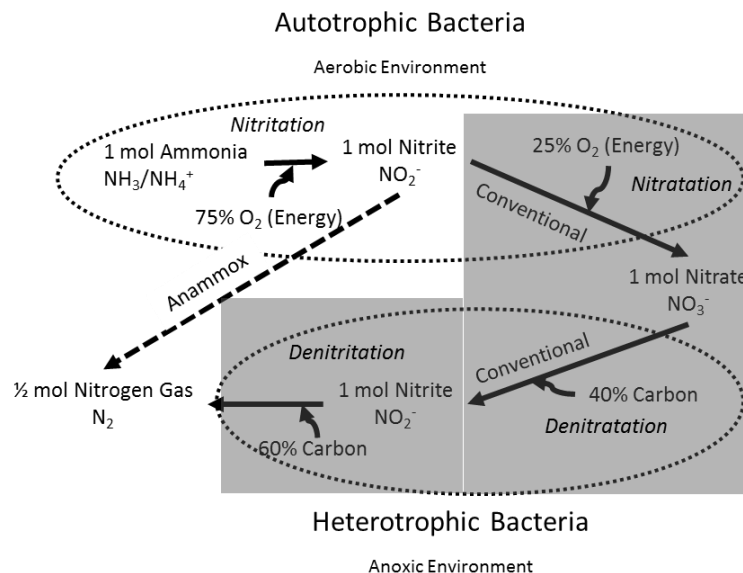 Autotrophic Bacteria
Aerobic Environment
Nitritation
1 mol Ammonia
NH₃/NH₄⁺
1 mol Nitrite
NO₂⁻
75% O₂ (Energy)
25% O₂ (Energy)
Nitratation
Conventional
Anammox
1 mol Nitrate
NO₃⁻
Denitritation
Conventional
½ mol Nitrogen Gas
N₂
1 mol Nitrite
NO₂⁻
40% Carbon
60% Carbon
Denitratation
Heterotrophic Bacteria
Anoxic Environment